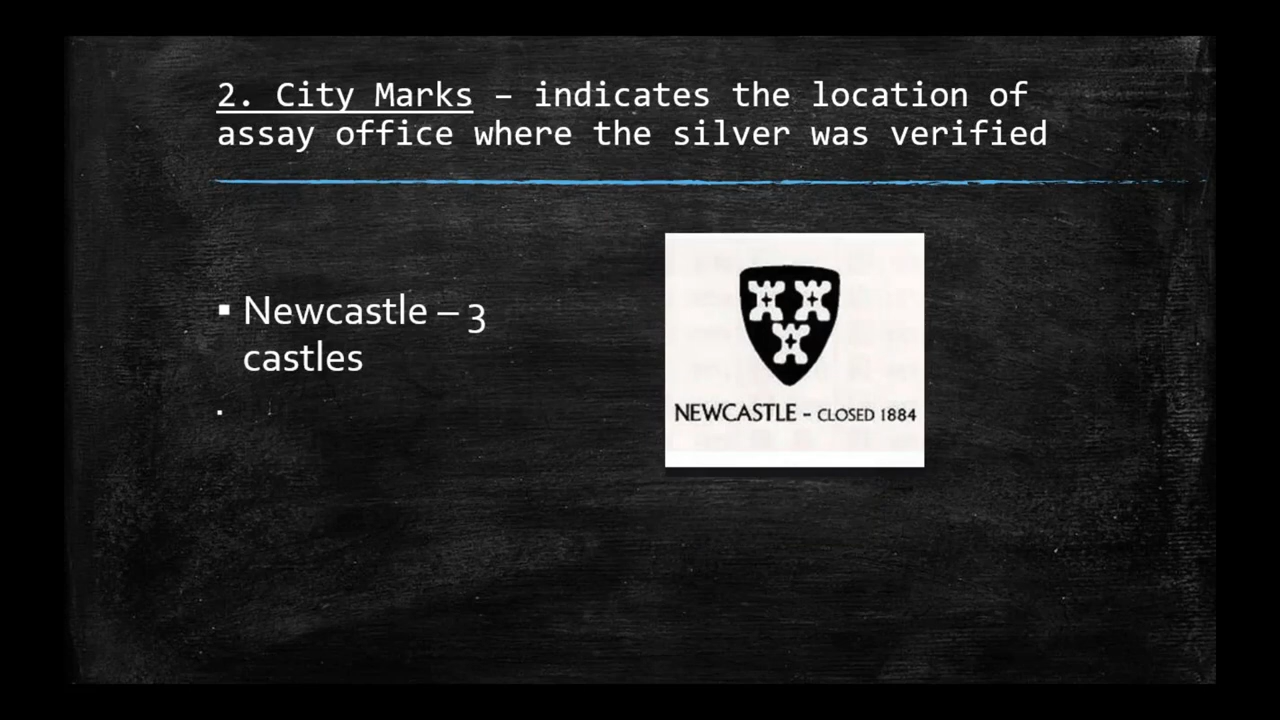 2. City Marks – indicates the location of
assay office where the silver was verified
▪ Newcastle – 3
castles
▪
NEWCASTLE - CLOSED 1884